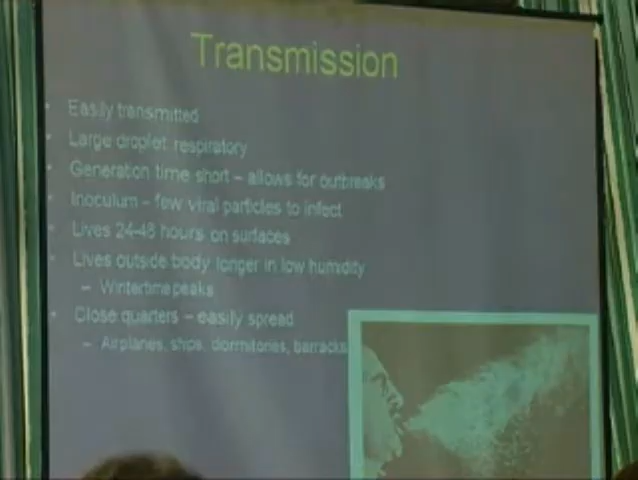 Transmission
• Easily transmitted
• Large droplet respiratory
• Generation time short – allows for outbreaks
• Inoculum – few viral particles to infect
• Lives 24-48 hours on surfaces
• Lives outside body longer in low humidity
– Wintertime peaks
• Close quarters – easily spread
– Airplanes, ships, dormitories, barracks